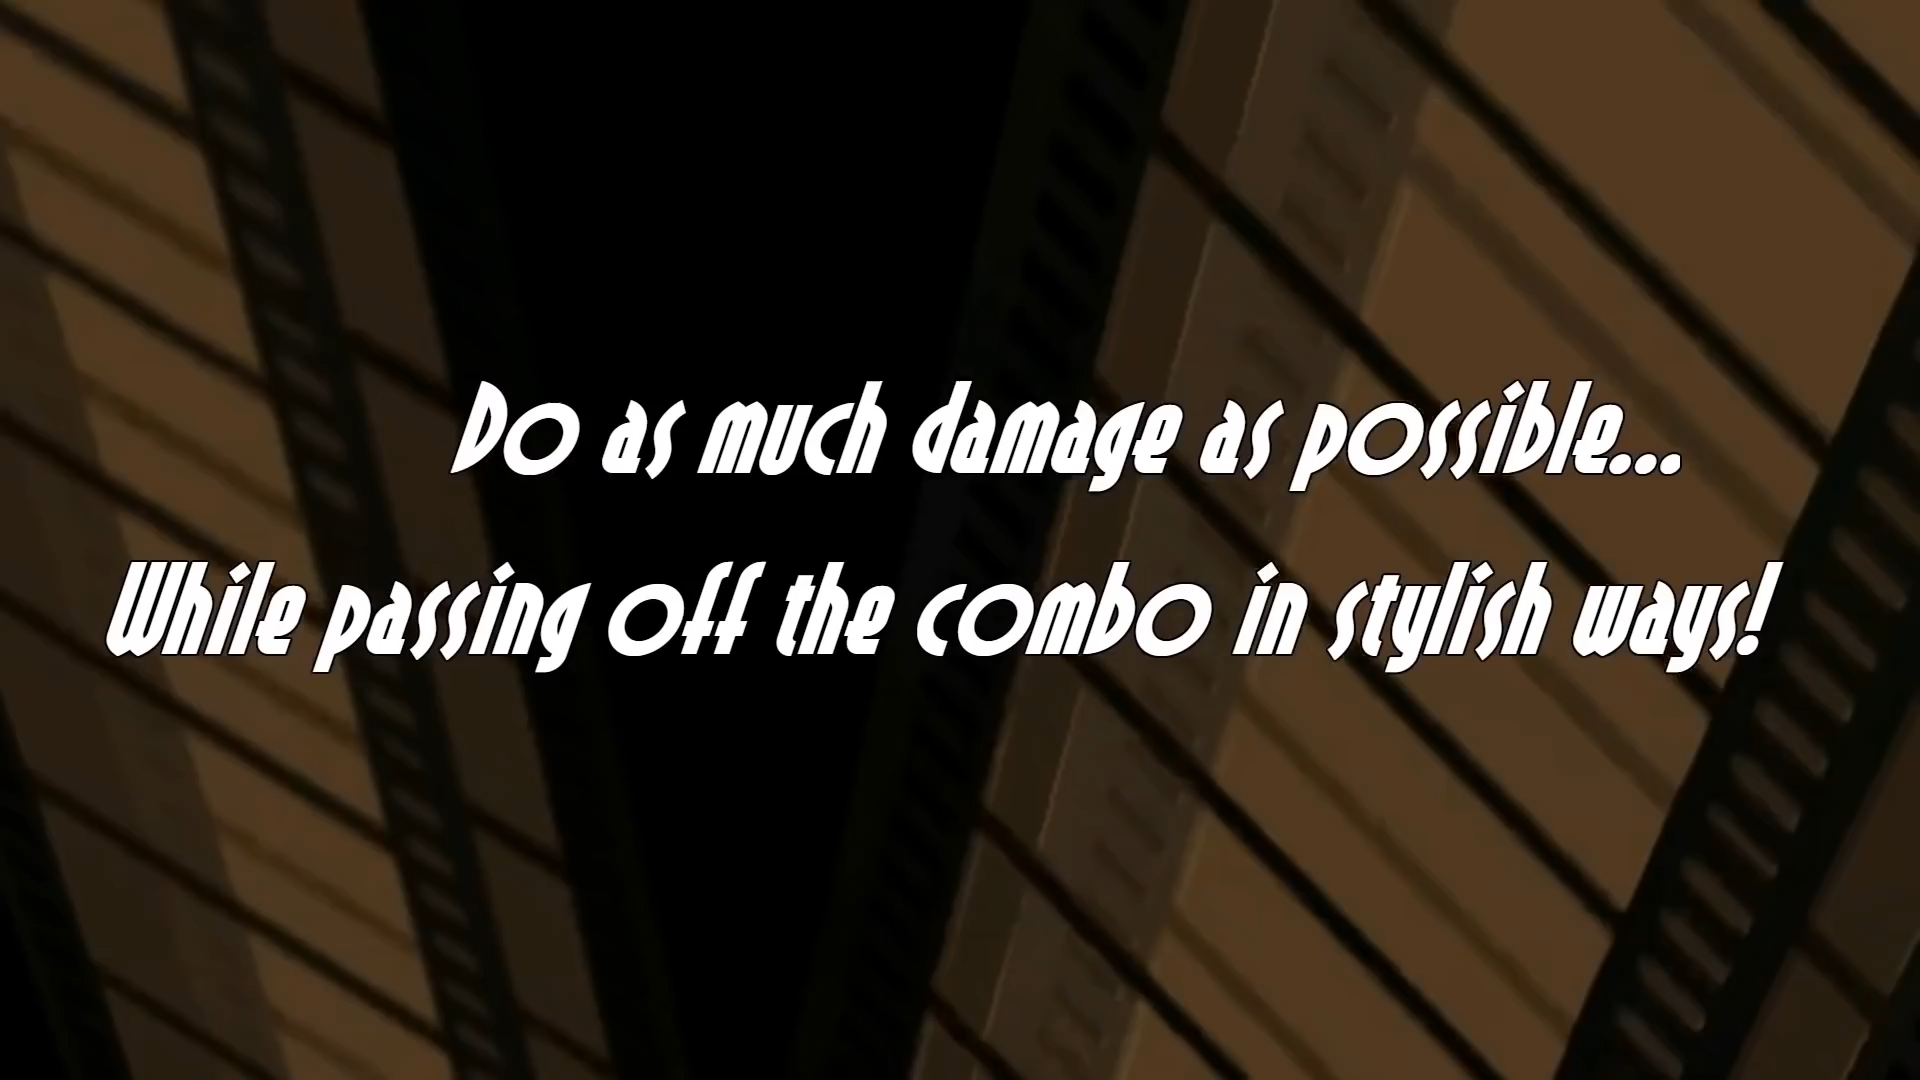 Do as much damage as possible...
While passing off the combo in stylish ways!